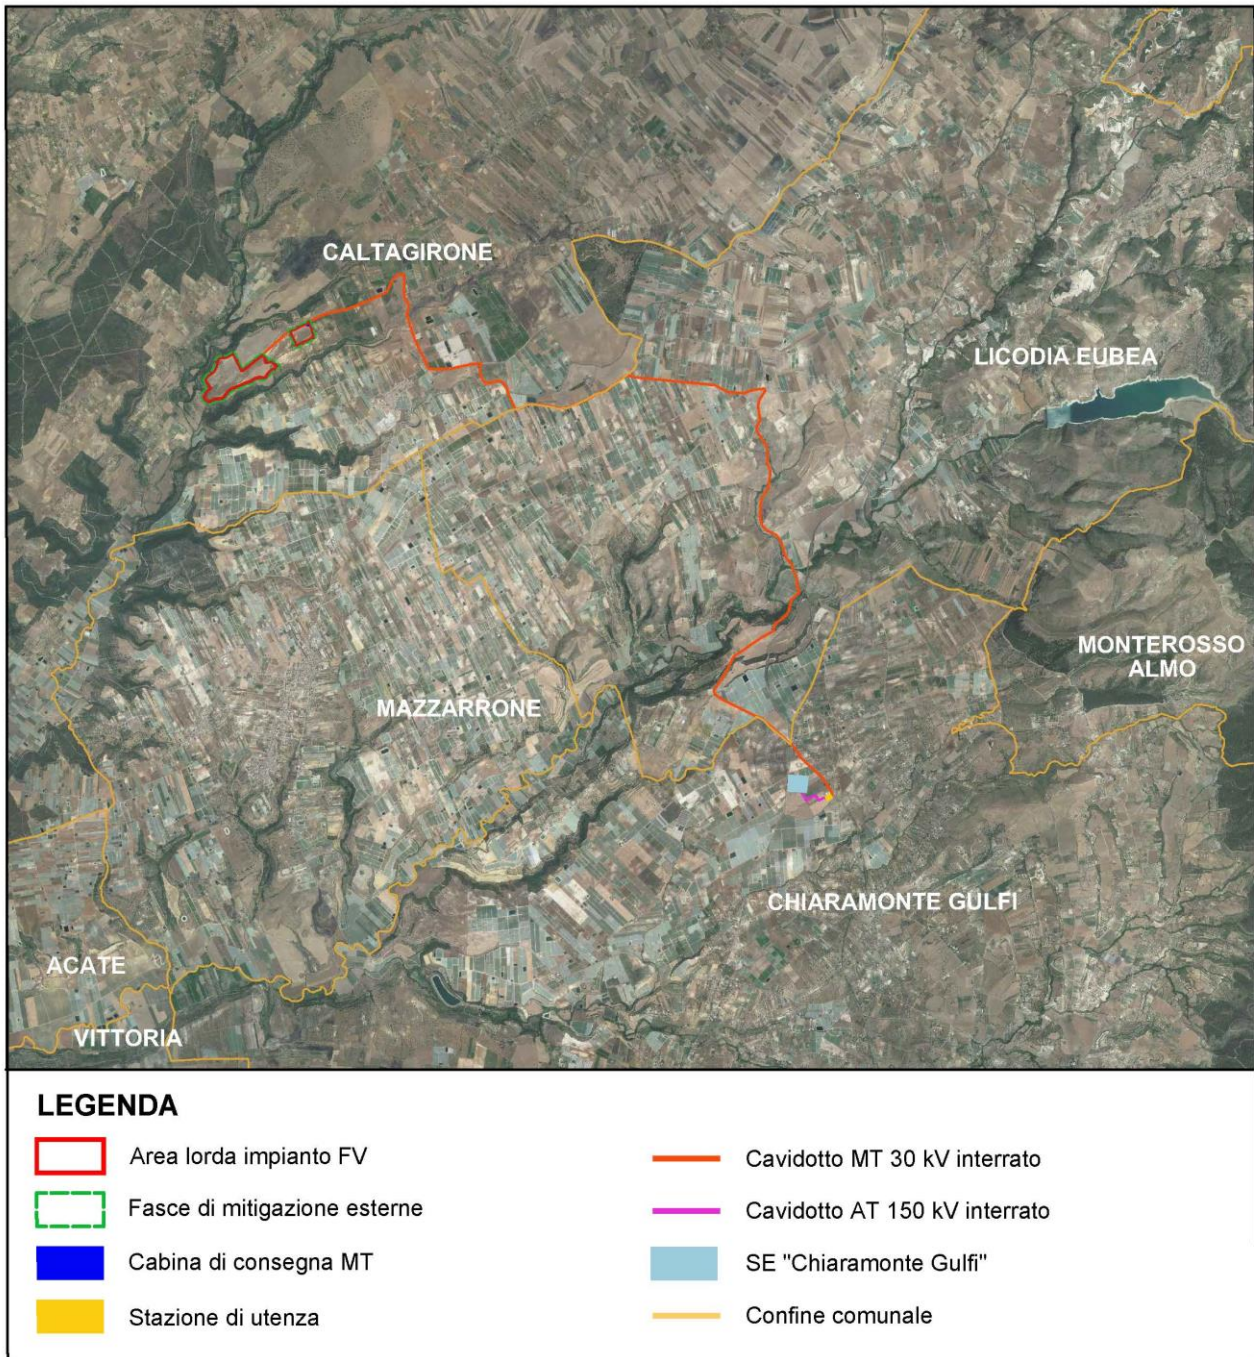 CALTAGIRONE
LICODIA EUBEA
MONTEROSSO
ALMO
MAZZARRONE
CHIARAMONTE GULFI
ACATE
VITTORIA
LEGENDA
Area lorda impianto FV
Fasce di mitigazione esterne
Cabina di consegna MT
Stazione di utenza
Cavidotto MT 30 kV interrato
Cavidotto AT 150 kV interrato
SE "Chiaramonte Gulfi"
Confine comunale